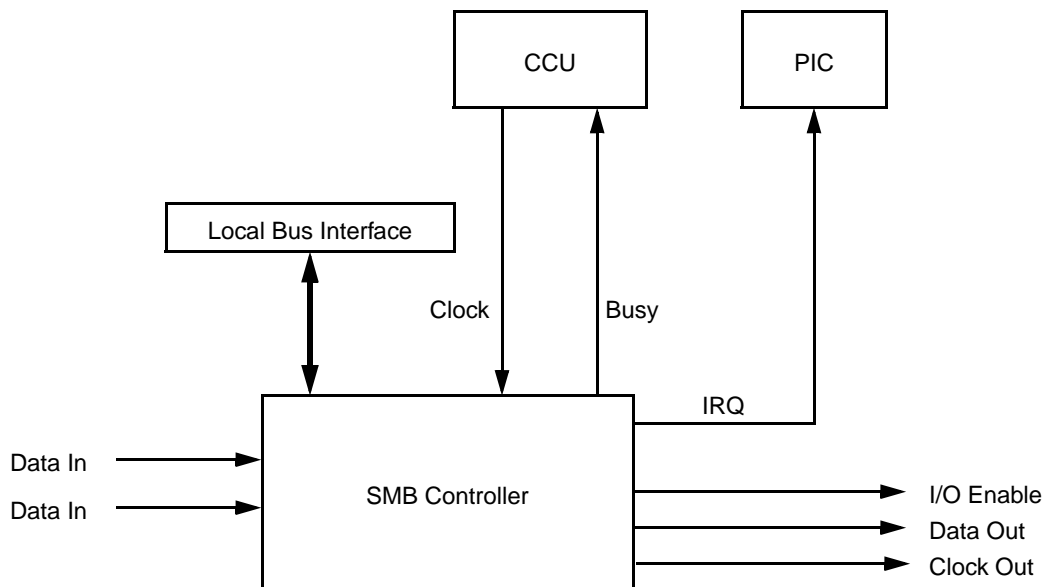 CCU
PIC
Local Bus Interface
Clock
Busy
IRQ
Data In
SMB Controller
I/O Enable
Data In
Data Out
Clock Out